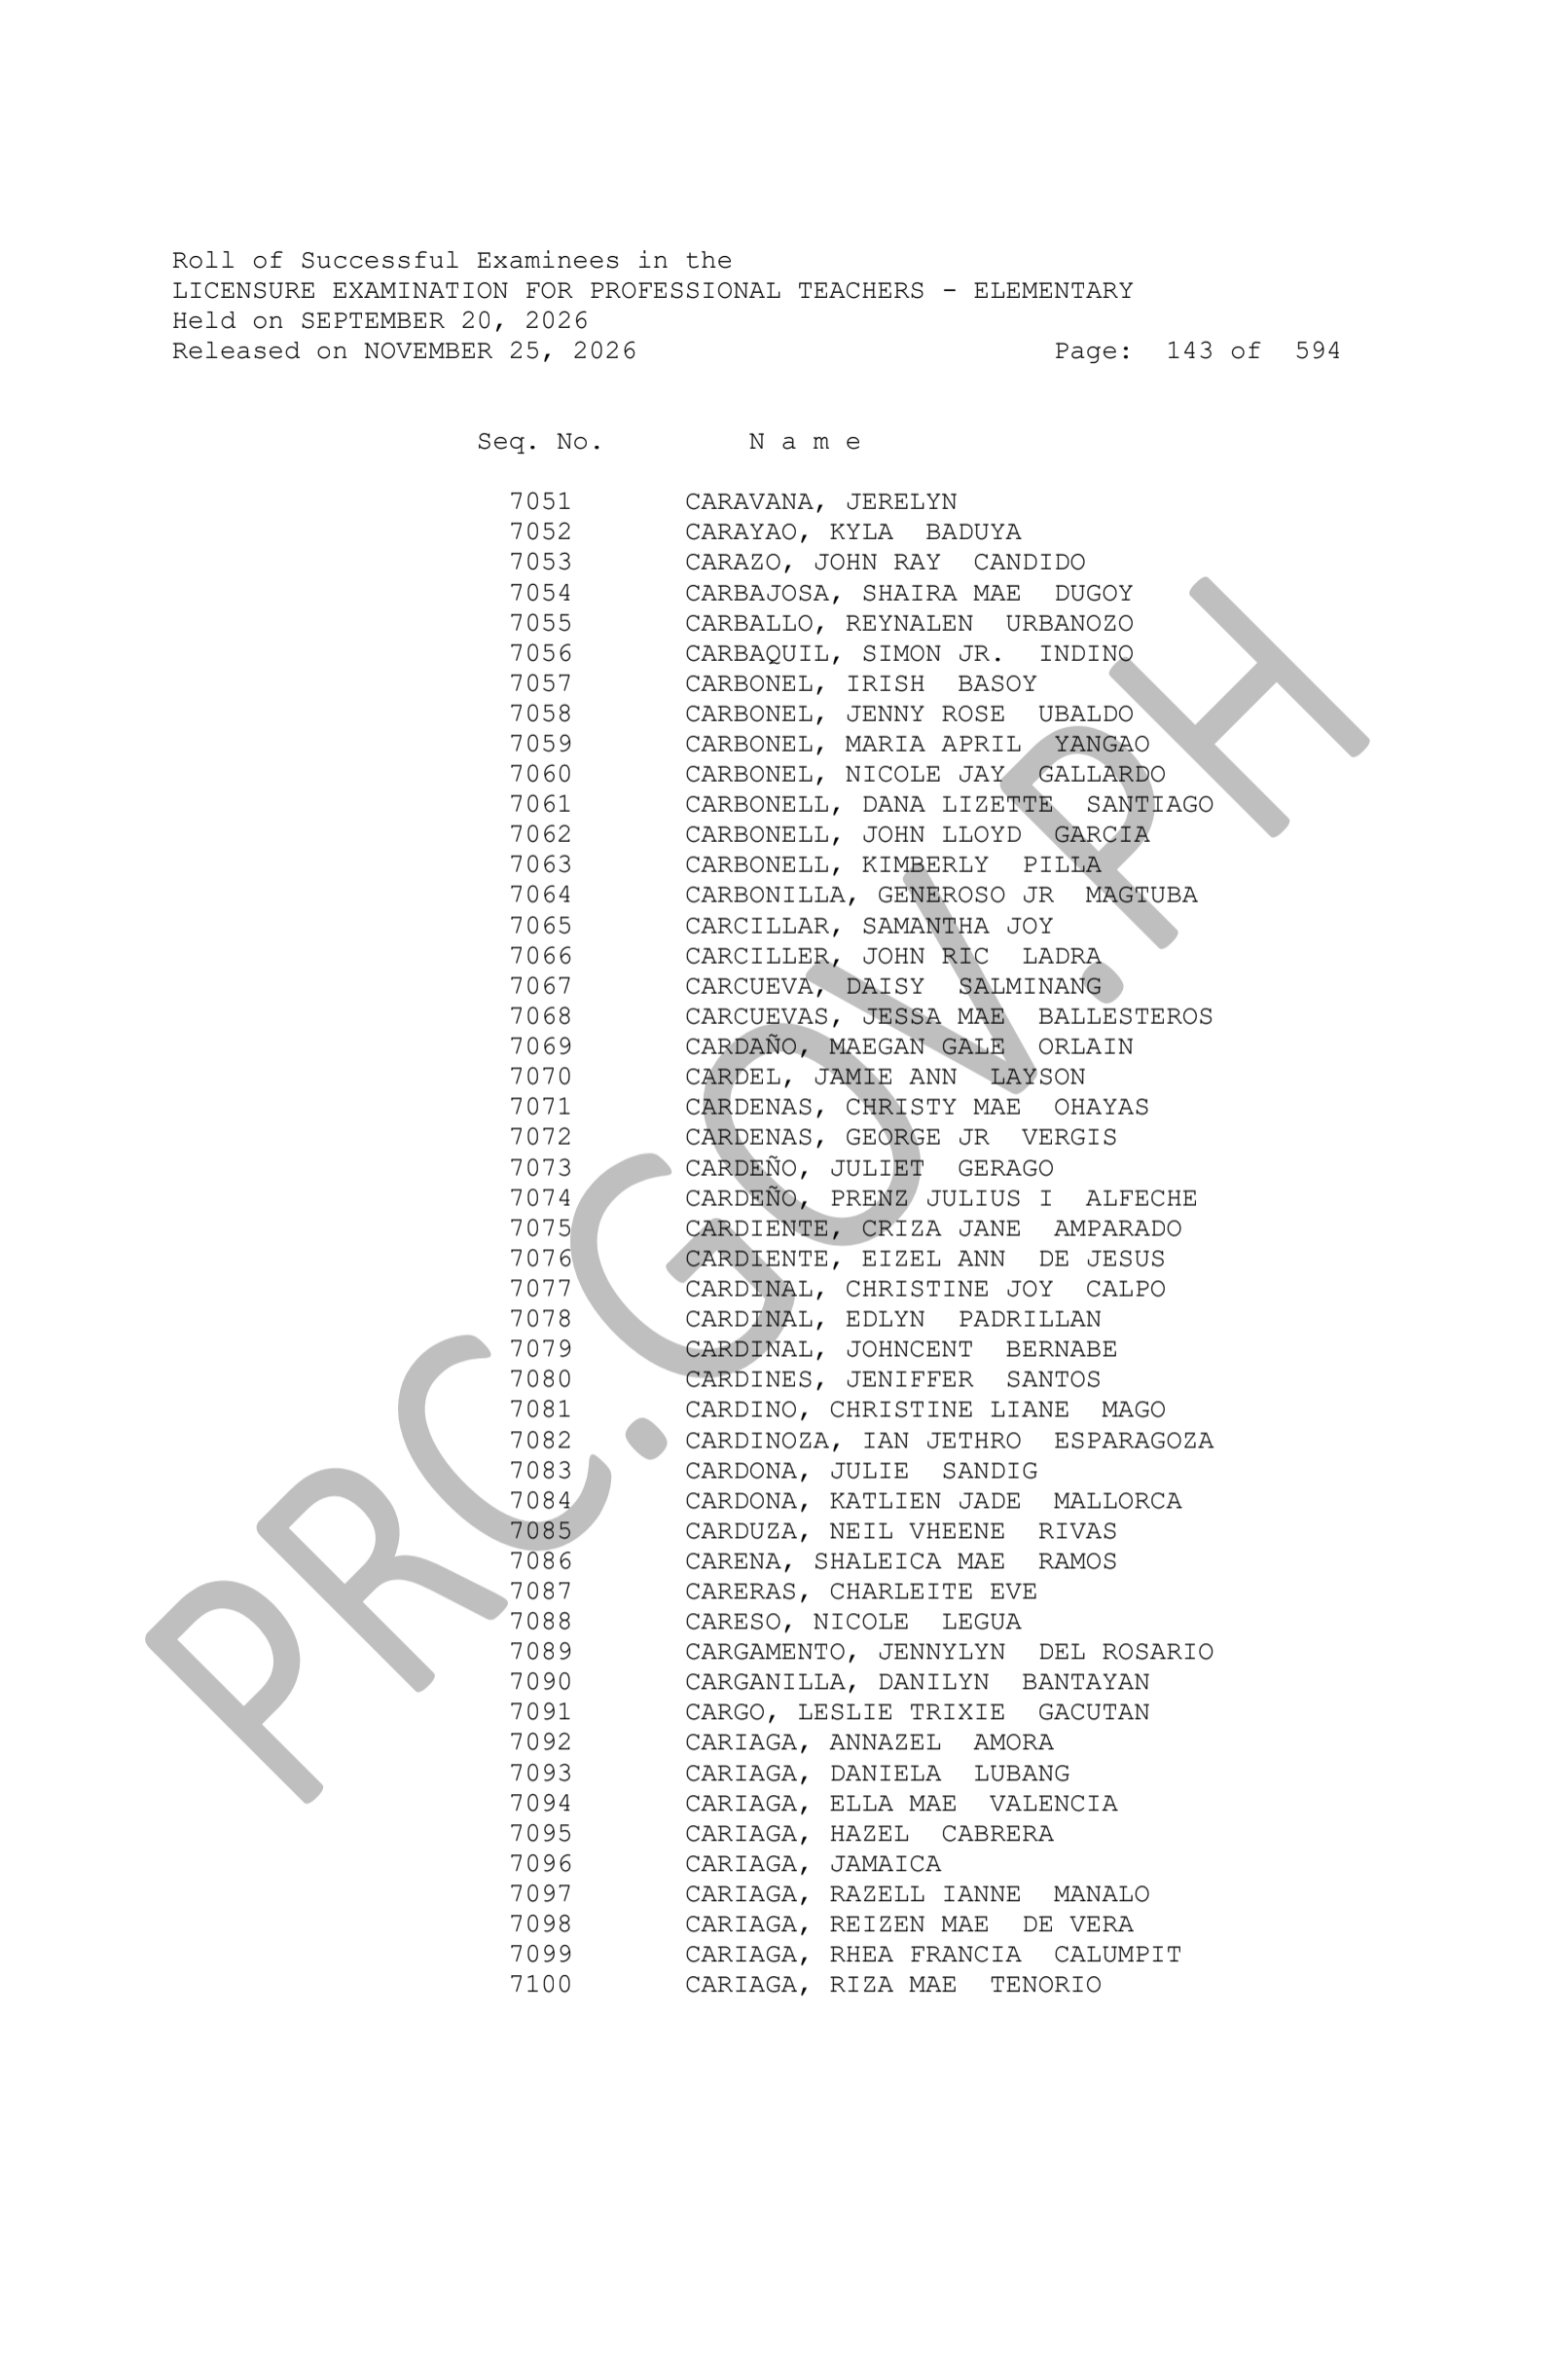 Roll of Successful Examinees in the
LICENSURE EXAMINATION FOR PROFESSIONAL TEACHERS - ELEMENTARY
Held on SEPTEMBER 20, 2026
Released on NOVEMBER 25, 2026 Page: 143 of 594
Seq. No. N a m e
7051 CARAVANA, JERELYN
7052 CARAYAO, KYLA BADUYA
7053 CARAZO, JOHN RAY CANDIDO
7054 CARBAJOSA, SHAIRA MAE DUGOY
7055 CARBALLO, REYNALEN URBANOZO
7056 CARBAQUIL, SIMON JR. INDINO
7057 CARBOÑEL, IRISH BASOY
7058 CARBONEL, JENNY ROSE UBALDO
7059 CARBONEL, MARIA APRIL YANGAO
7060 CARBONEL, NICOLE JAY GALLARDO
7061 CARBONELL, DANA LIZETTE SANTIAGO
7062 CARBONELL, JOHN LLOYD GARCIA
7063 CARBONELL, KIMBERLY PILLA
7064 CARBONILLA, GENEROSO JR MAGTUBA
7065 CARCILLAR, SAMANTHA JOY
7066 CARCILLER, JOHN RIC LADRA
7067 CARCUEVA, DAISY SALMINANG
7068 CARCUEVAS, JESSA MAE BALLESTEROS
7069 CARDAÑO, MAEGAN GALE ORLAIN
7070 CARDEL, JAMIE ANN LAYSON
7071 CARDENAS, CHRISTY MAE OHAYAS
7072 CARDENAS, GEORGE JR VERGIS
7073 CARDEÑO, JULIET GERAGO
7074 CARDEÑO, PRENZ JULIUS I ALFECHE
7075 CARDIENTE, CRIZA JANE AMPARADO
7076 CARDIENTE, EIZEL ANN DE JESUS
7077 CARDINAL, CHRISTINE JOY CALPO
7078 CARDINAL, EDLYN PADRILLAN
7079 CARDINAL, JOHNCENT BERNABE
7080 CARDINES, JENIFFER SANTOS
7081 CARDINO, CHRISTINE LIANE MAGO
7082 CARDINOZA, IAN JETHRO ESPARAGOZA
7083 CARDONA, JULIE SANDIG
7084 CARDONA, KATLIEN JADE MALLORCA
7085 CARDUZA, NEIL VHEENE RIVAS
7086 CARENA, SHALEICA MAE RAMOS
7087 CARERAS, CHARLEITE EVE
7088 CARESO, NICOLE LEGUA
7089 CARGAMENTO, JENNYLYN DEL ROSARIO
7090 CARGANILLA, DANILYN BANTAYAN
7091 CARGO, LESLIE TRIXIE GACUTAN
7092 CARIAGA, ANNAZEL AMORA
7093 CARIAGA, DANIELA LUBANG
7094 CARIAGA, ELLA MAE VALENCIA
7095 CARIAGA, HAZEL CABRERA
7096 CARIAGA, JAMAICA
7097 CARIAGA, RAZELL IANNE MANALO
7098 CARIAGA, REIZEN MAE DE VERA
7099 CARIAGA, RHEA FRANCIA CALUMPIT
7100 CARIAGA, RIZA MAE TENORIO
PRC.GOV.PH